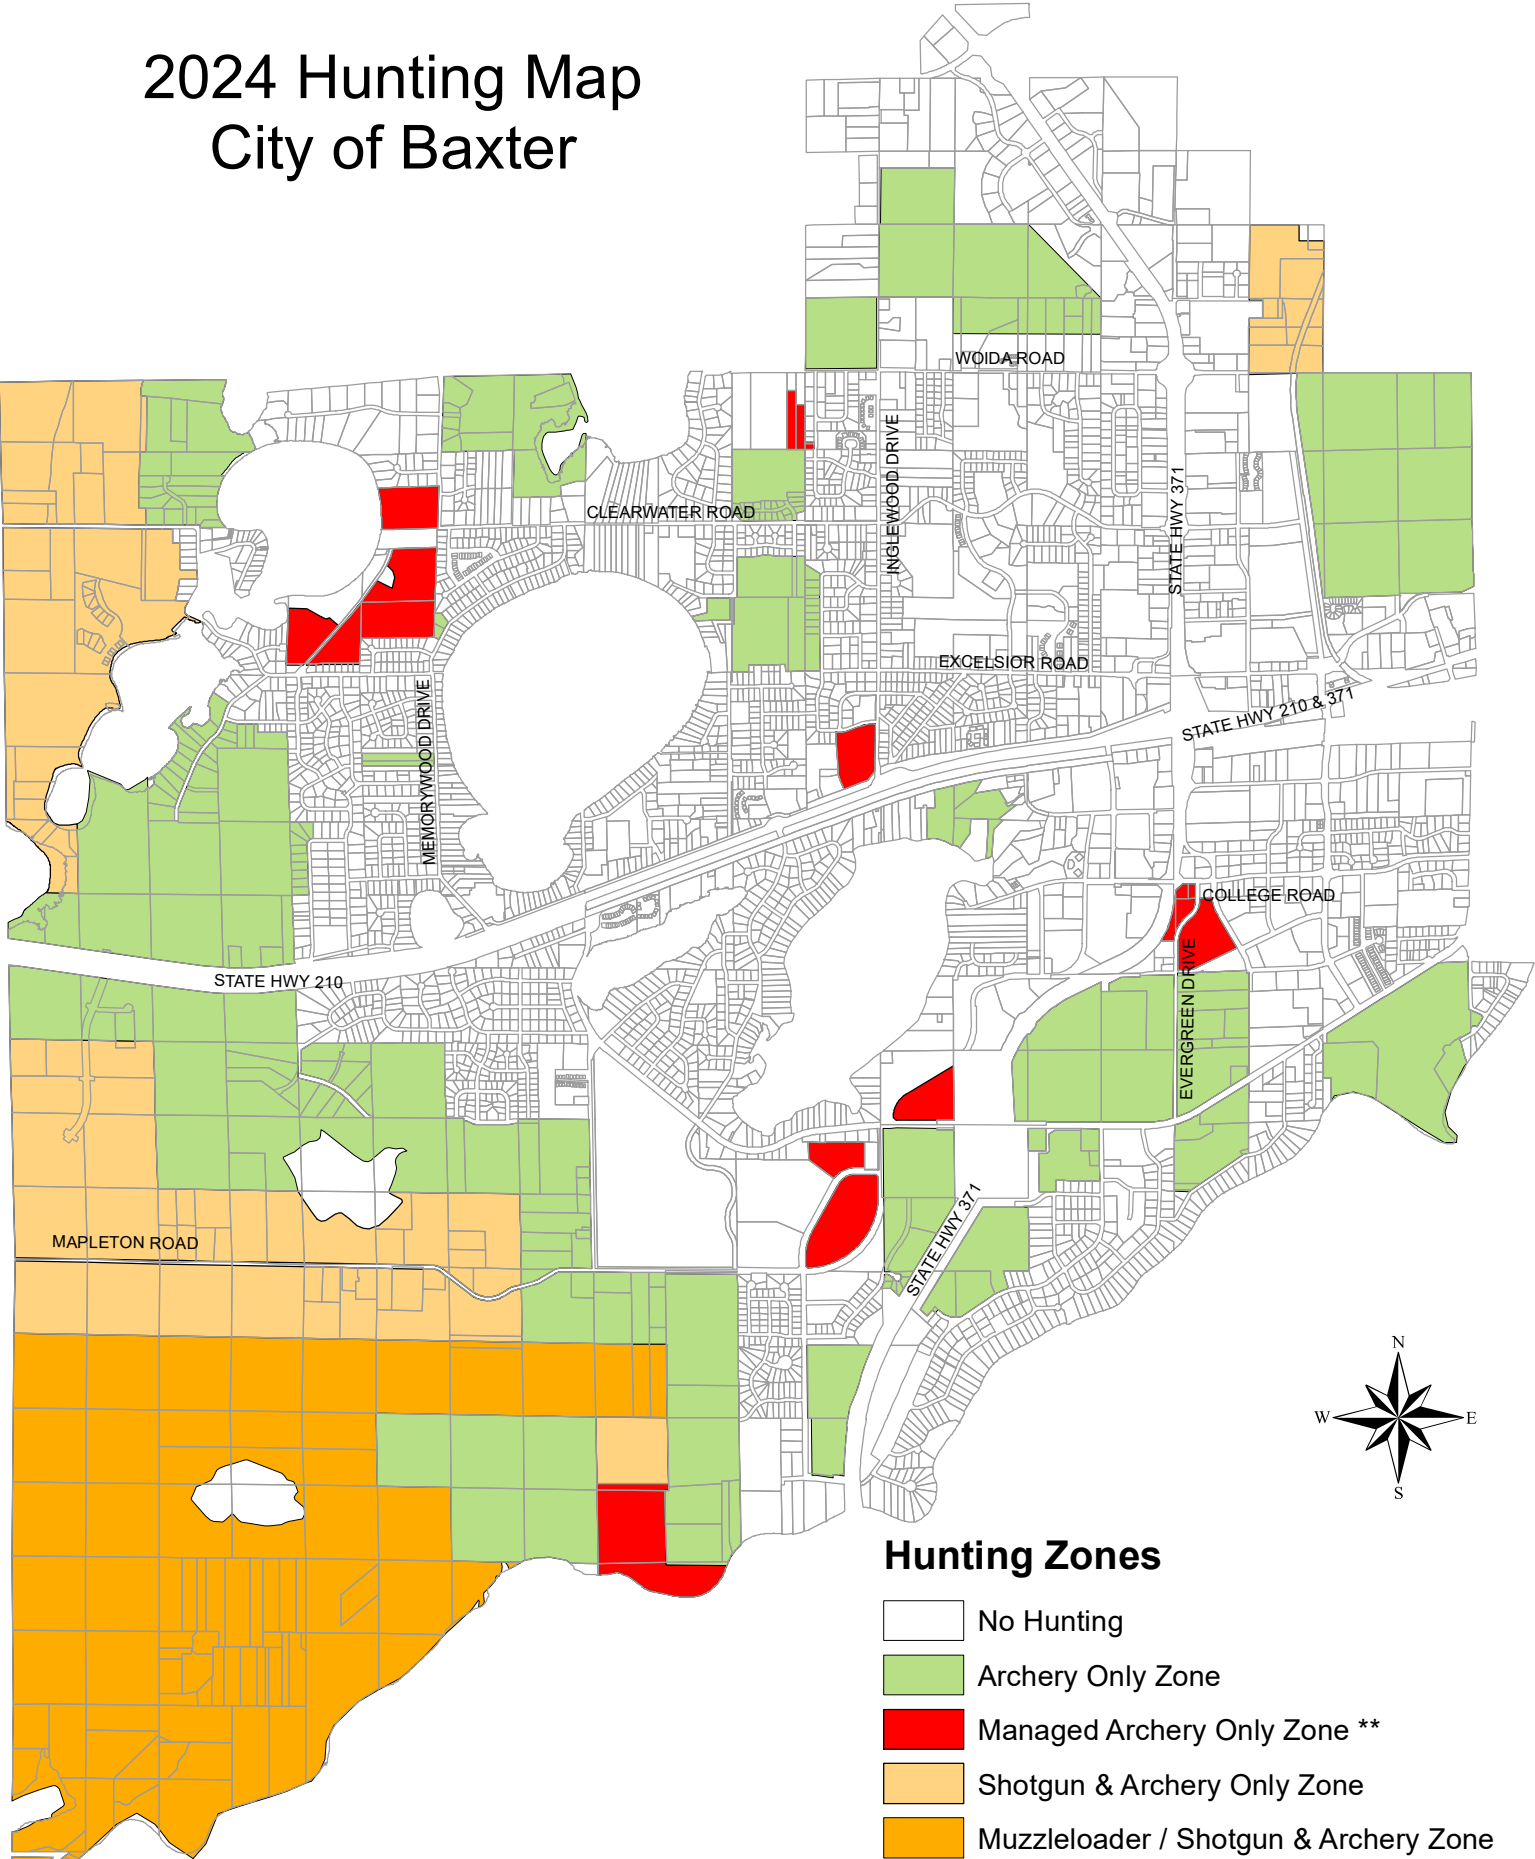 2024 Hunting Map
City of Baxter
WOIDA ROAD
INGLEWOOD DRIVE
STATE HWY 371
CLEARWATER ROAD
EXCELSIOR ROAD
STATE HWY 210 & 371
MEMORYWOOD DRIVE
COLLEGE ROAD
STATE HWY 210
EVERGREEN DRIVE
STATE HWY 371
MAPLETON ROAD
N
W
E
S
Hunting Zones
No Hunting
Archery Only Zone
Managed Archery Only Zone **
Shotgun & Archery Only Zone
Muzzleloader / Shotgun & Archery Zone